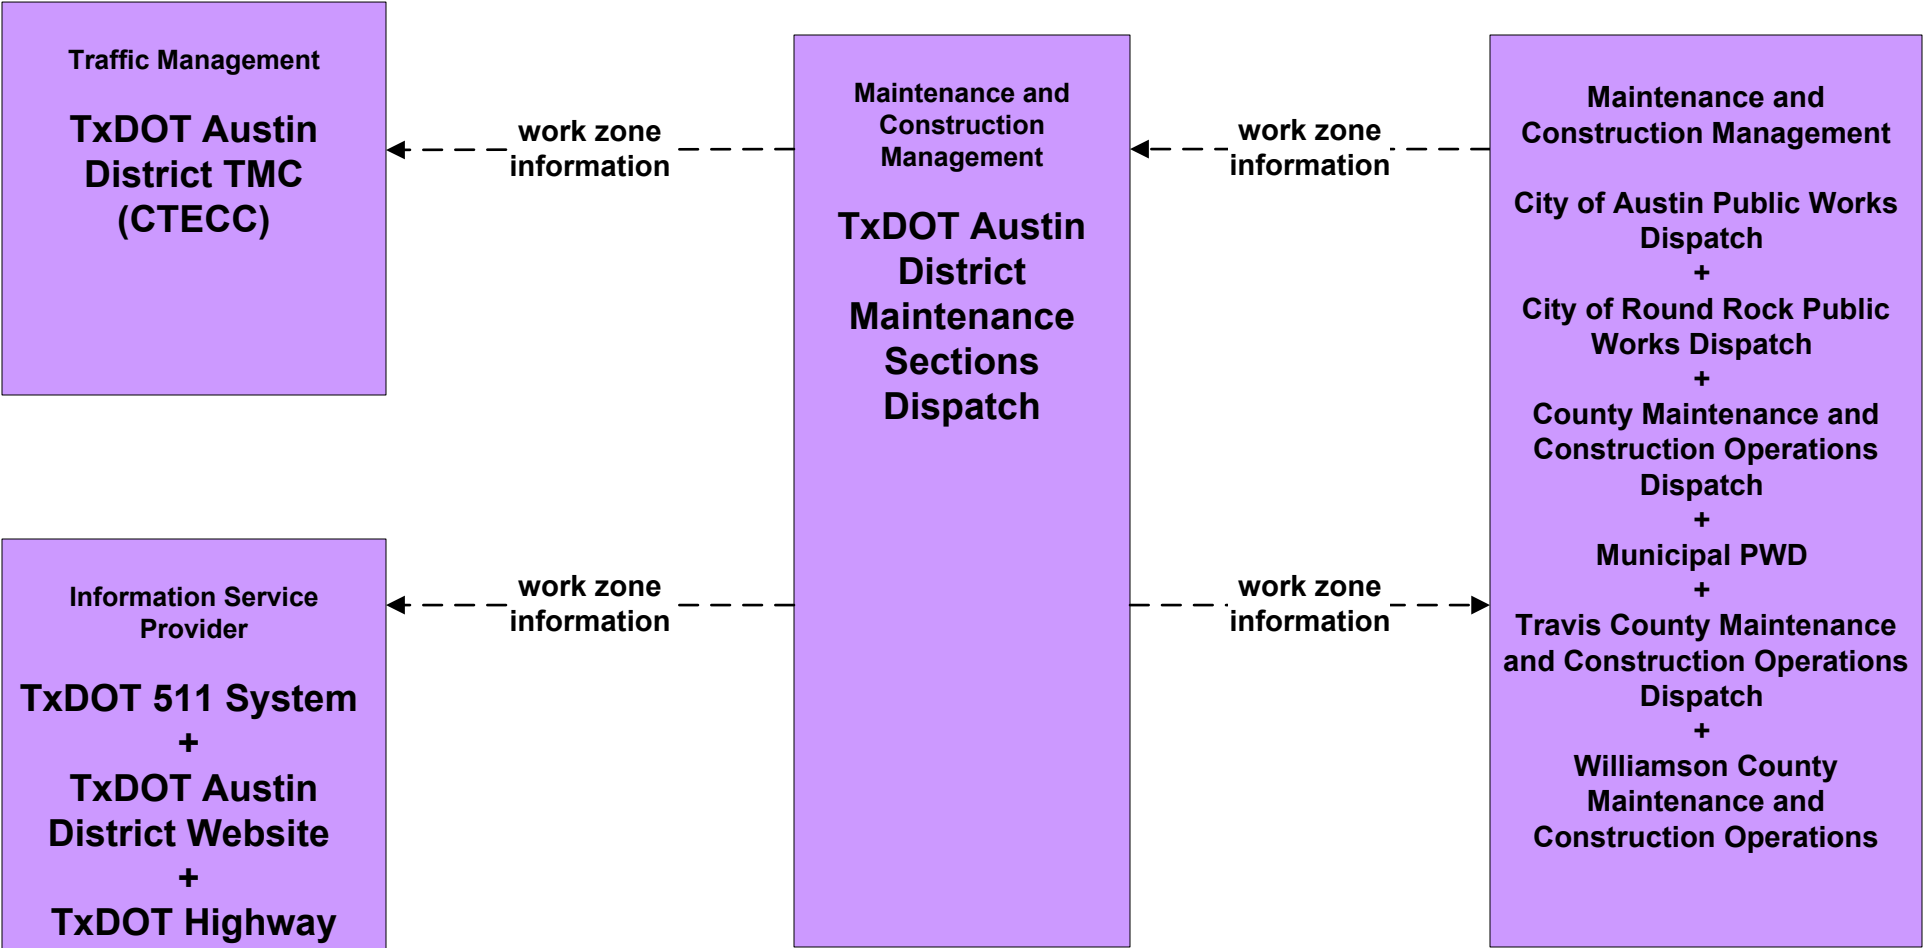 Traffic Management
TxDOT Austin
District TMC
(CTECC)
work zone
information
Maintenance and
Construction
Management
TxDOT Austin
District
Maintenance
Sections
Dispatch
work zone
information
Maintenance and
Construction Management
City of Austin Public Works
Dispatch
+
City of Round Rock Public
Works Dispatch
+
County Maintenance and
Construction Operations
Dispatch
+
Municipal PWD
+
Travis County Maintenance
and Construction Operations
Dispatch
+
Williamson County
Maintenance and
Construction Operations
Information Service
Provider
TxDOT 511 System
+
TxDOT Austin
District Website
+
TxDOT Highway
work zone
information
work zone
information